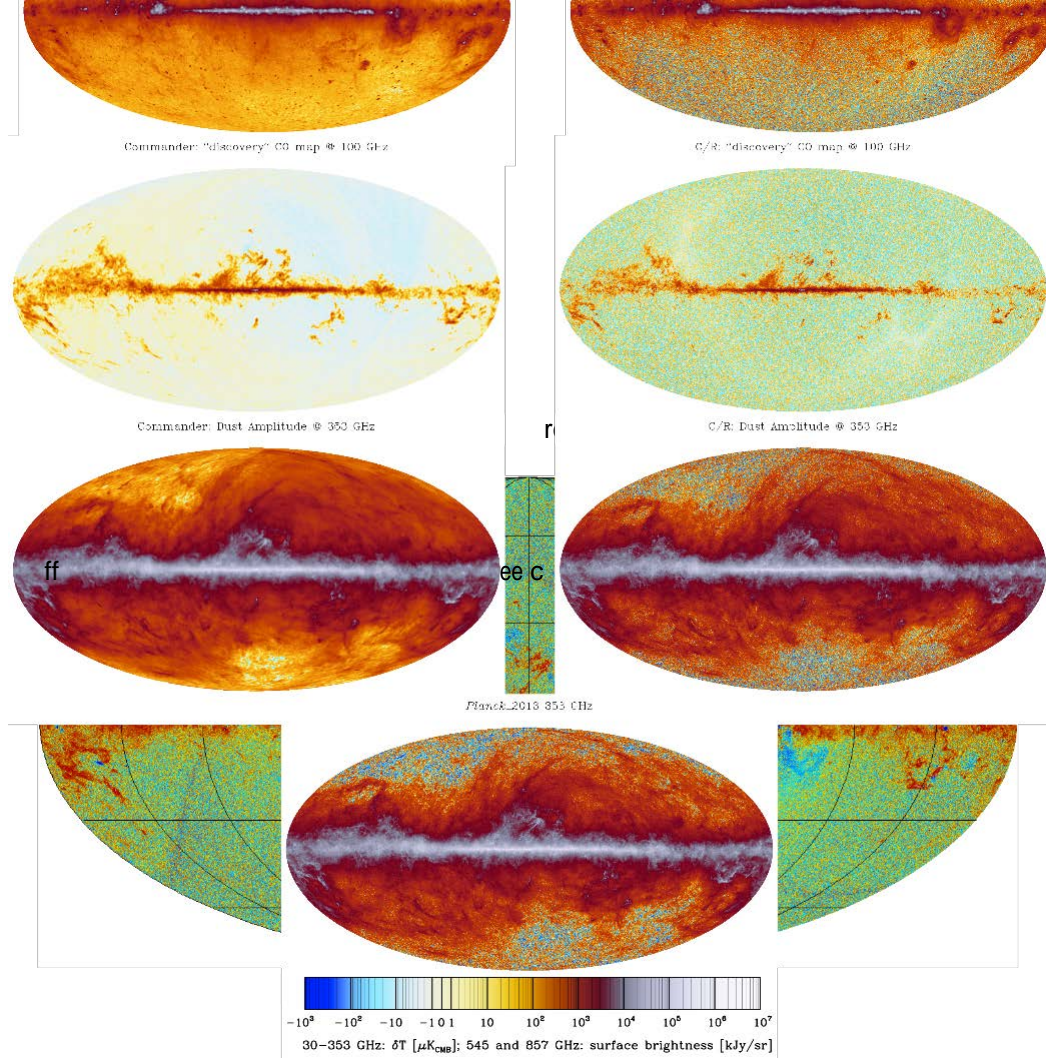 Commander: "discovery" CO map @ 100 GHz
C/R: "discovery" CO map @ 100 GHz
Commander: Dust Amplitude @ 353 GHz
C/R: Dust Amplitude @ 353 GHz
ff
ee c
Planck_2013 353 GHz
−10³ −10² −10 −1 0 1 10 10² 10³ 10⁴ 10⁵ 10⁶ 10⁷
30–353 GHz: δT [μK_CMB]; 545 and 857 GHz: surface brightness [kJy/sr]